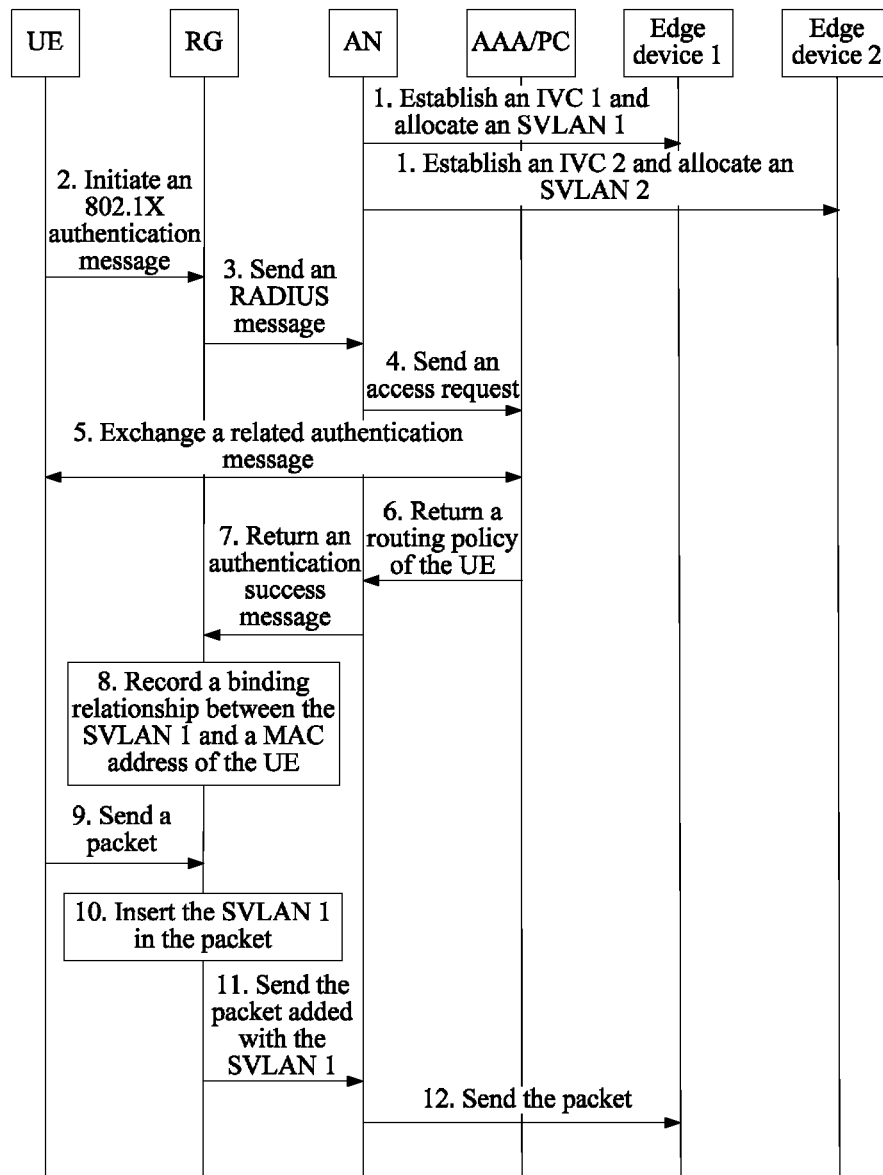 UE
RG
AN
AAA/PC
Edge
device 1
Edge
device 2
1. Establish an IVC 1 and
allocate an SVLAN 1
1. Establish an IVC 2 and allocate an
SVLAN 2
2. Initiate an
802.1X
authentication
message
3. Send an
RADIUS
message
4. Send an
access request
5. Exchange a related authentication
message
6. Return a
routing policy
of the UE
7. Return an
authentication
success
message
8. Record a binding
relationship between the
SVLAN 1 and a MAC
address of the UE
9. Send a
packet
10. Insert the SVLAN 1
in the packet
11. Send the
packet added
with the
SVLAN 1
12. Send the packet